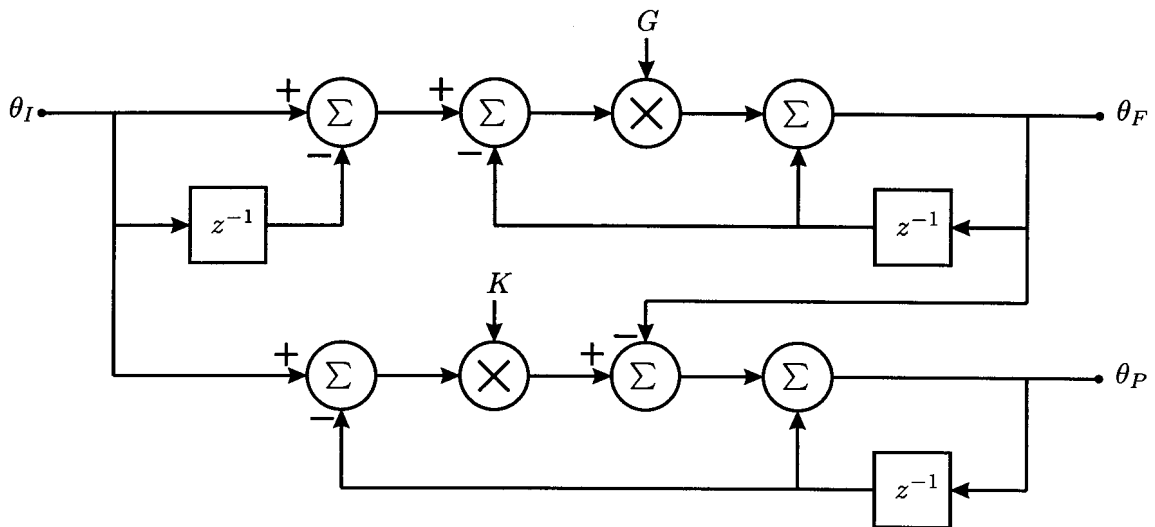 G
θ_I + Σ + Σ × Σ θ_F
− −
z⁻¹ z⁻¹
K −
+ Σ × + Σ Σ θ_P
−
z⁻¹